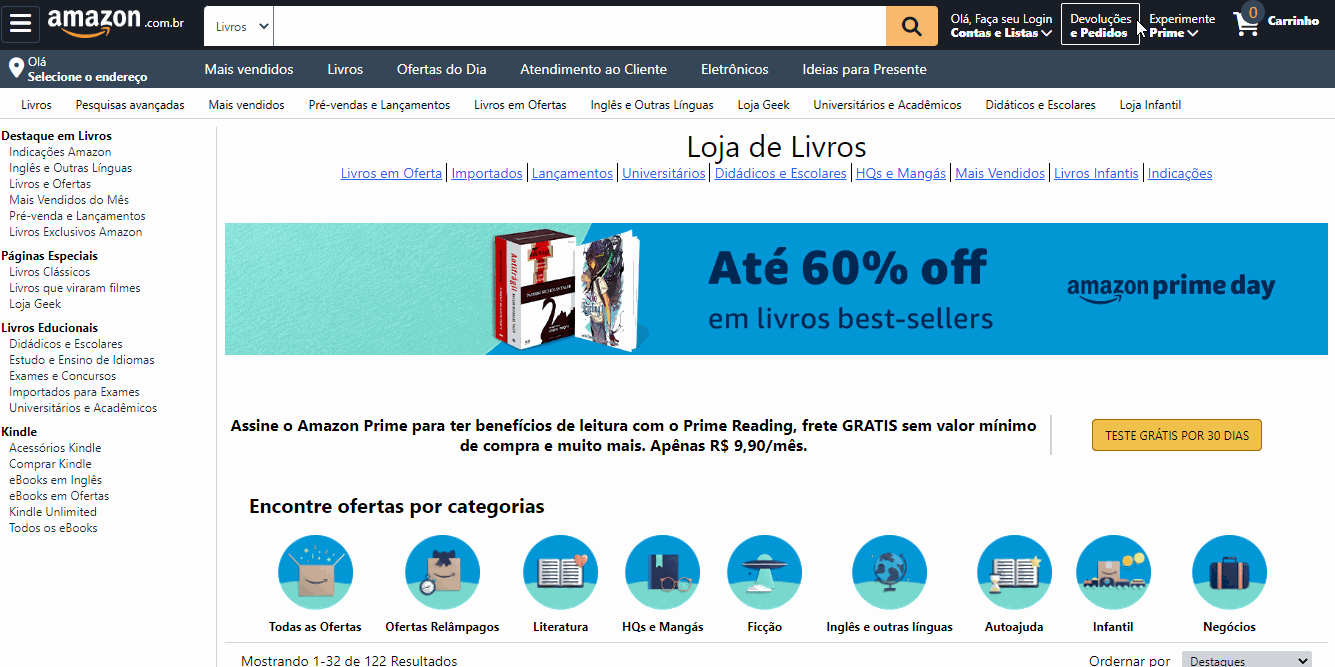 amazon.com.br
Livros
Olá, Faça seu Login
Contas e Listas
Devoluções
e Pedidos
Experimente
Prime
0
Carrinho
Olá
Selecione o endereço
Mais vendidos Livros Ofertas do Dia Atendimento ao Cliente Eletrônicos Ideias para Presente
Livros Pesquisas avançadas Mais vendidos Pré-vendas e Lançamentos Livros em Ofertas Inglês e Outras Línguas Loja Geek Universitários e Acadêmicos Didáticos e Escolares Loja Infantil
Destaque em Livros
Indicações Amazon
Inglês e Outras Línguas
Livros e Ofertas
Mais Vendidos do Mês
Pré-venda e Lançamentos
Livros Exclusivos Amazon
Páginas Especiais
Livros Clássicos
Livros que viraram filmes
Loja Geek
Livros Educionais
Didádicos e Escolares
Estudo e Ensino de Idiomas
Exames e Concursos
Importados para Exames
Universitários e Acadêmicos
Kindle
Acessórios Kindle
Comprar Kindle
eBooks em Inglês
eBooks em Ofertas
Kindle Unlimited
Todos os eBooks
Loja de Livros
Livros em Oferta Importados Lançamentos Universitários Didádicos e Escolares HQs e Mangás Mais Vendidos Livros Infantis Indicações
Antifrágil
NASSIM NICHOLAS TALEB
Até 60% off
em livros best-sellers
amazon prime day
Assine o Amazon Prime para ter benefícios de leitura com o Prime Reading, frete GRATIS sem valor mínimo
de compra e muito mais. Apênas R$ 9,90/mês.
TESTE GRÁTIS POR 30 DIAS
Encontre ofertas por categorias
Todas as Ofertas Ofertas Relâmpagos Literatura HQs e Mangás Ficção Inglês e outras línguas Autoajuda Infantil Negócios
Mostrando 1-32 de 122 Resultados
Ordernar por
Destaques